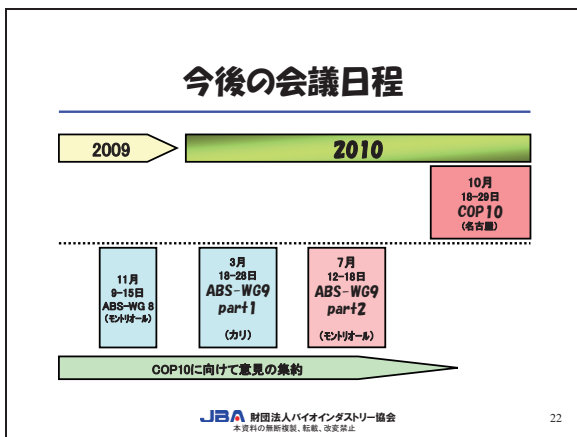 今後の会議日程
2009
2010
10月
18-29日
COP10
(名古屋)
11月
9-15日
ABS-WG 8
(モントリオール)
3月
18-28日
ABS-WG9
part1
(カリ)
7月
12-18日
ABS-WG9
part2
(モントリオール)
COP10に向けて意見の集約
JBA 財団法人バイオインダストリー協会
本資料の無断複製、転載、改変禁止
22